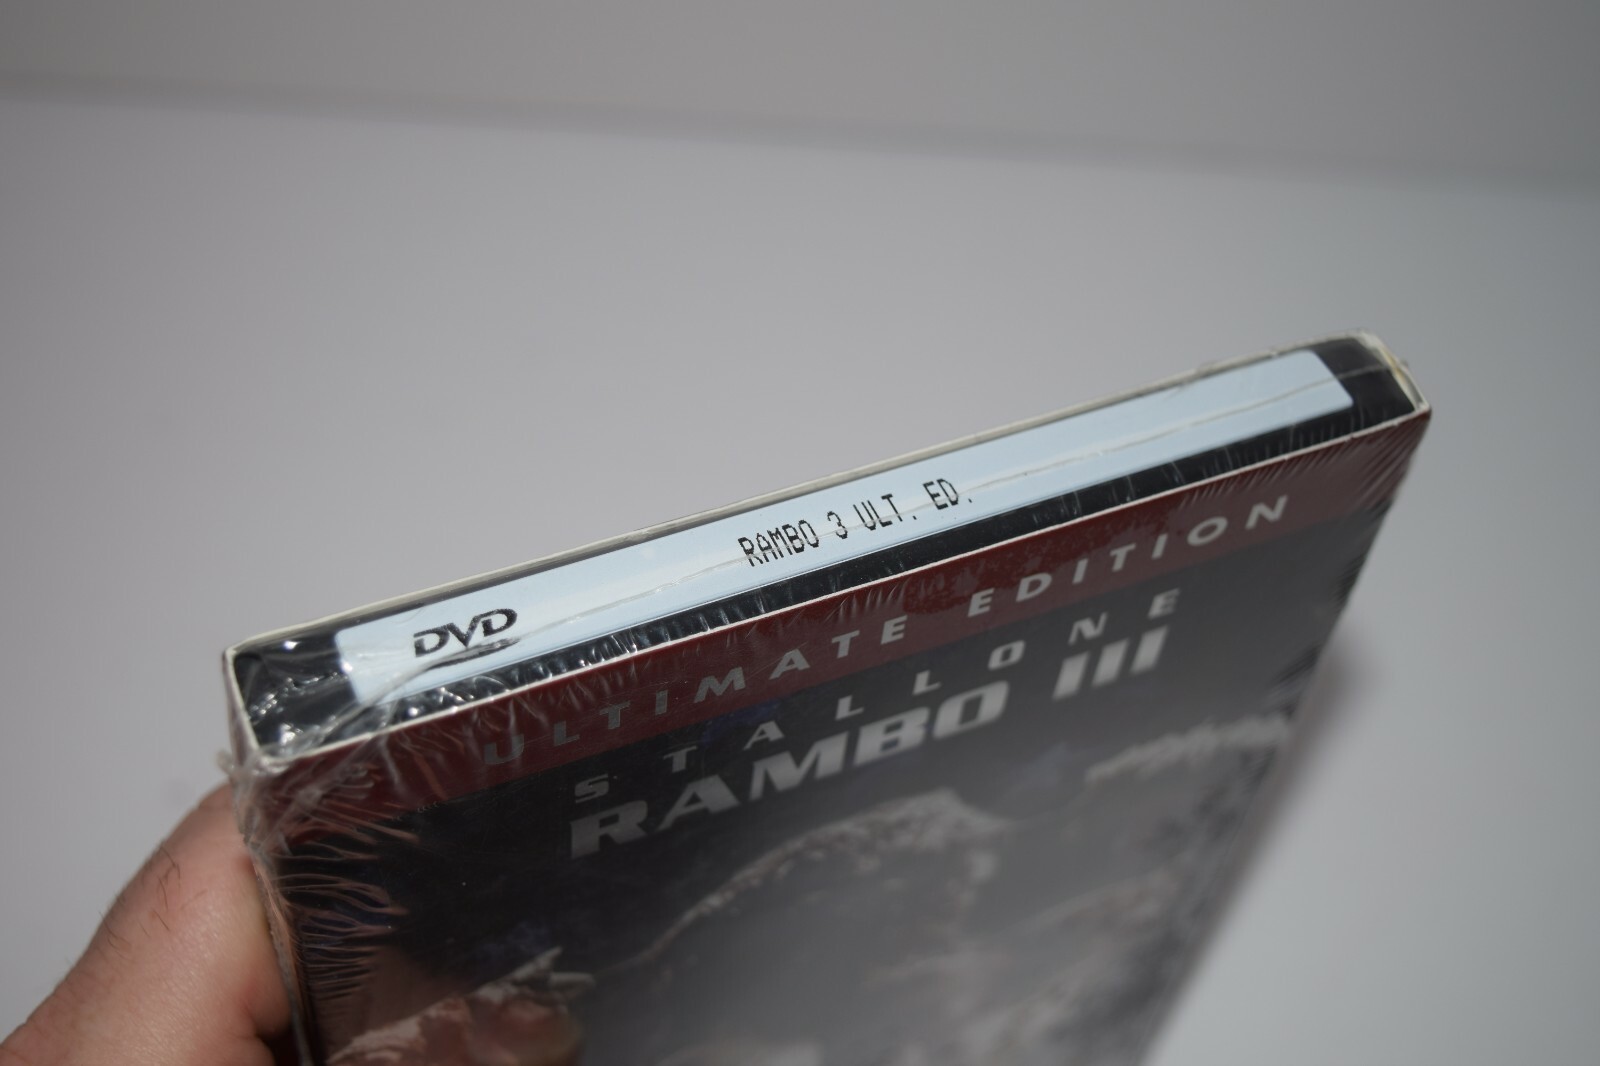 DVD
RAMBO 3 ULT. ED.
ULTIMATE EDITION
STALLONE
RAMBO III